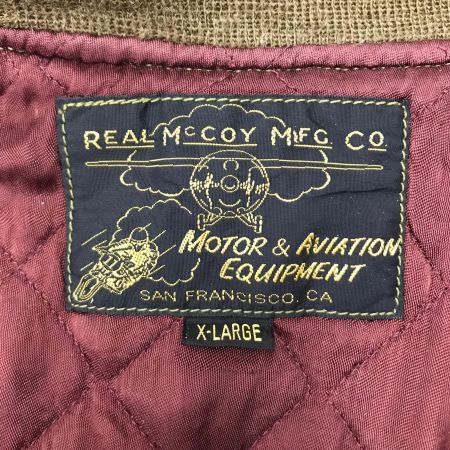 REAL McCOY MFG. CO
MOTOR & AVIATION
EQUIPMENT
SAN FRANCISCO. CA
X-LARGE